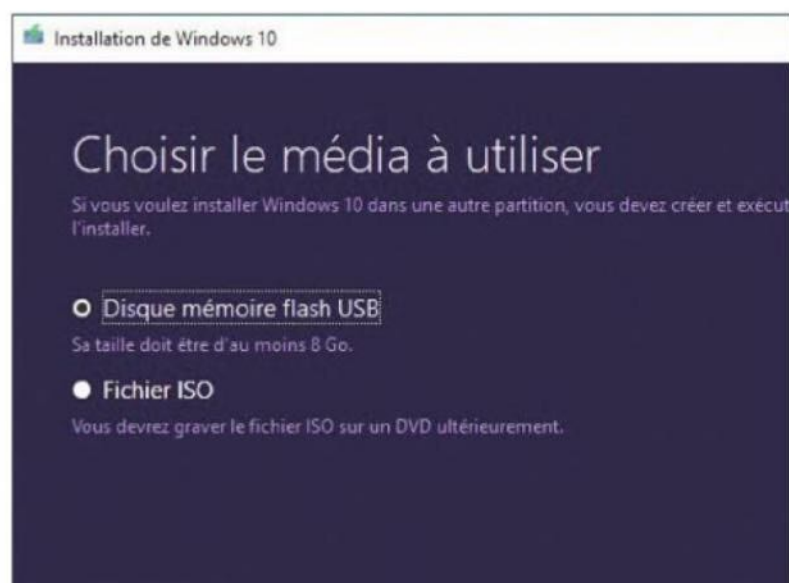 Installation de Windows 10
Choisir le média à utiliser
Si vous voulez installer Windows 10 dans une autre partition, vous devez créer et exécut
l'installer.
Disque mémoire flash USB
Sa taille doit être d'au moins 8 Go.
Fichier ISO
Vous devrez graver le fichier ISO sur un DVD ultérieurement.